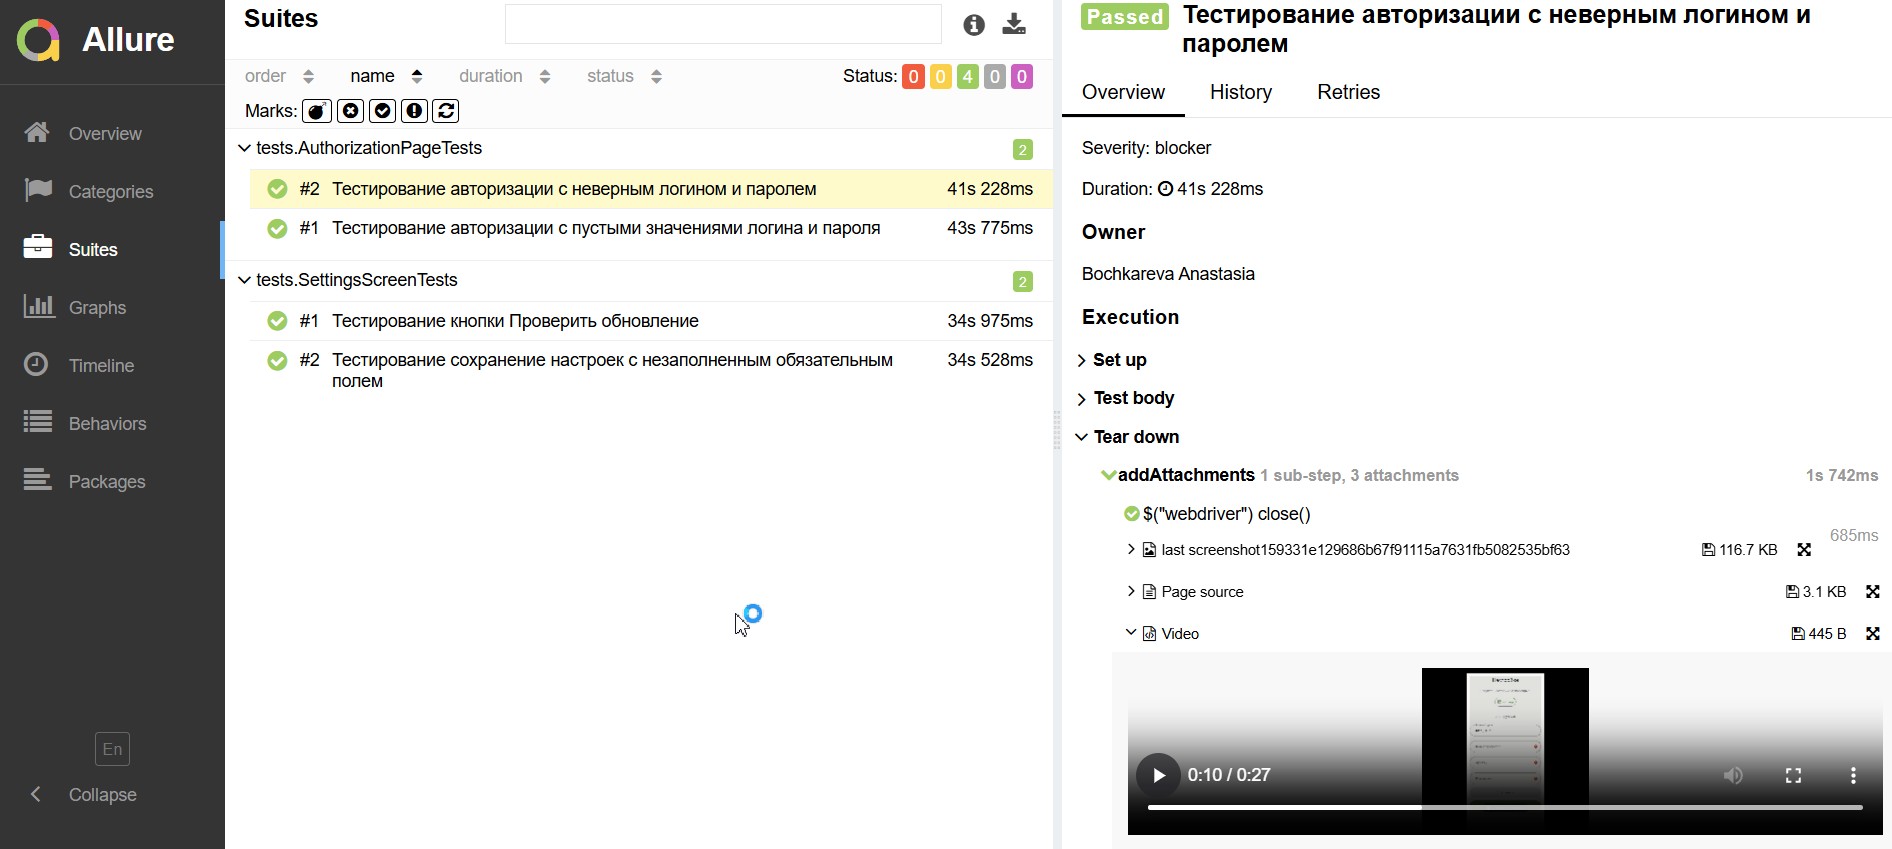 Allure
Overview
Categories
Suites
Graphs
Timeline
Behaviors
Packages
En
Collapse
Suites
order name duration status Status: 0 0 4 0 0
Marks:
tests.AuthorizationPageTests 2
#2 Тестирование авторизации с неверным логином и паролем 41s 228ms
#1 Тестирование авторизации с пустыми значениями логина и пароля 43s 775ms
tests.SettingsScreenTests 2
#1 Тестирование кнопки Проверить обновление 34s 975ms
#2 Тестирование сохранение настроек с незаполненным обязательным 34s 528ms
полем
Passed Тестирование авторизации с неверным логином и
паролем
Overview History Retries
Severity: blocker
Duration: 41s 228ms
Owner
Bochkareva Anastasia
Execution
Set up
Test body
Tear down
addAttachments 1 sub-step, 3 attachments 1s 742ms
$("webdriver") close()
685ms
last screenshot159331e129686b67f91115a7631fb5082535bf63 116.7 KB
Page source 3.1 KB
Video 445 B
0:10 / 0:27